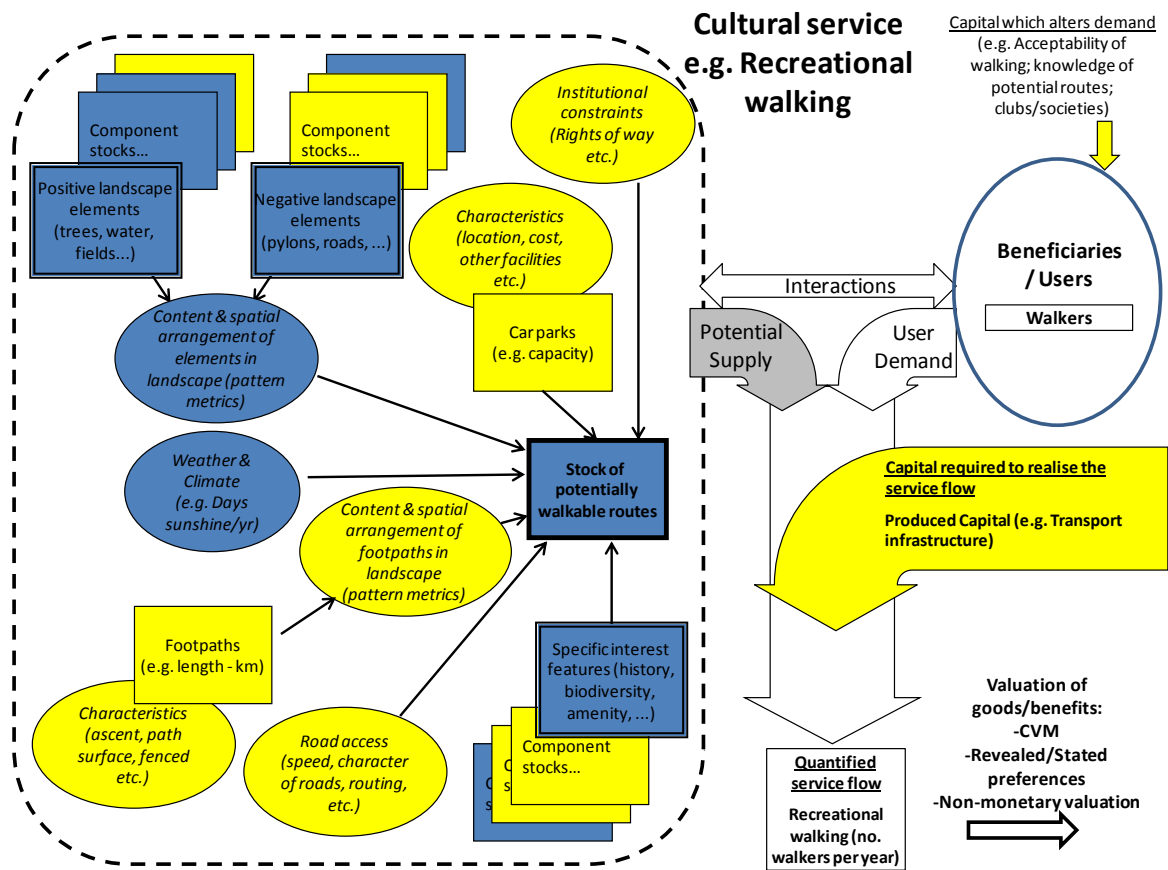 Cultural service
e.g. Recreational
walking
Capital which alters demand
(e.g. Acceptability of
walking; knowledge of
potential routes;
clubs/societies)
Component
stocks…
Positive landscape
elements
(trees, water,
fields...)
Component
stocks…
Negative landscape
elements
(pylons, roads, ...)
Institutional
constraints
(Rights of way
etc.)
Characteristics
(location, cost,
other facilities
etc.)
Car parks
(e.g. capacity)
Content & spatial
arrangement of
elements in
landscape (pattern
metrics)
Weather &
Climate
(e.g. Days
sunshine/yr)
Content & spatial
arrangement of
footpaths in
landscape
(pattern metrics)
Stock of
potentially
walkable routes
Footpaths
(e.g. length - km)
Characteristics
(ascent, path
surface, fenced
etc.)
Road access
(speed, character
of roads, routing,
etc.)
Specific interest
features (history,
biodiversity,
amenity, ...)
Component
stocks…
C
s
C
s
Interactions
Potential
Supply
User
Demand
Beneficiaries
/ Users
Walkers
Capital required to realise the
service flow
Produced Capital (e.g. Transport
infrastructure)
Quantified
service flow
Recreational
walking (no.
walkers per year)
Valuation of
goods/benefits:
-CVM
-Revealed/Stated
preferences
-Non-monetary valuation